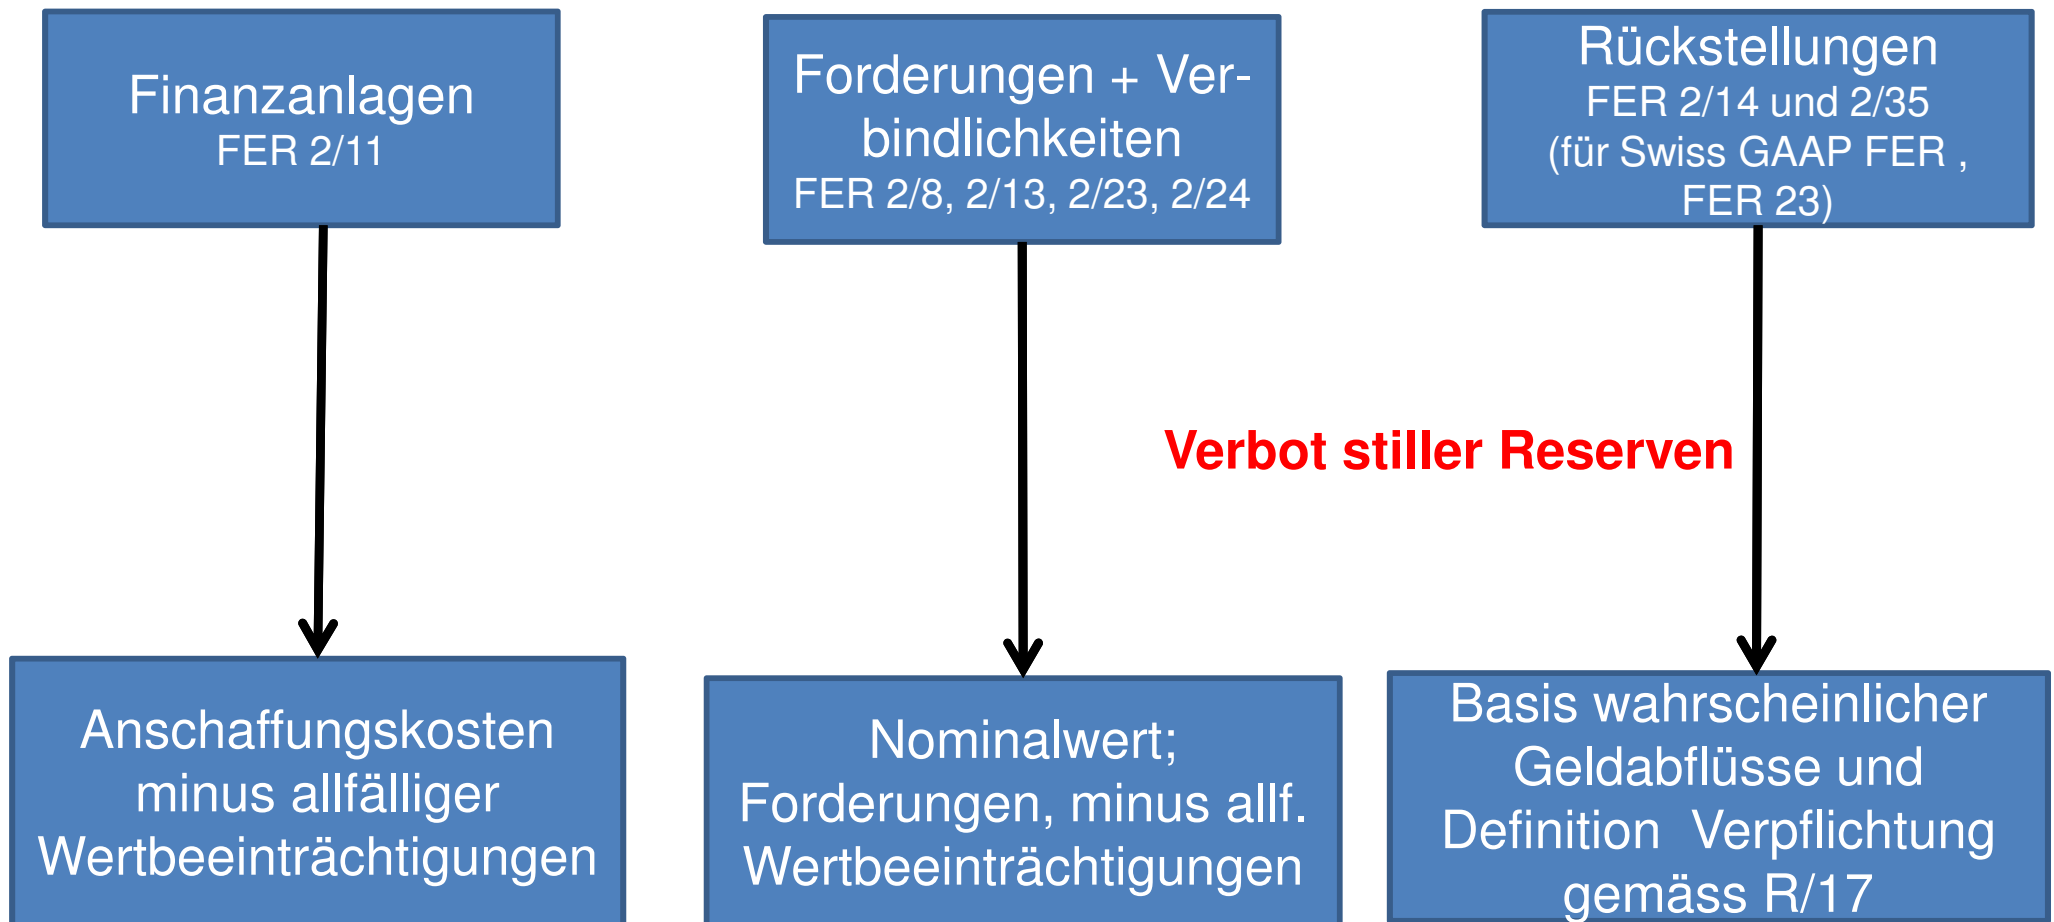 Finanzanlagen
FER 2/11
Forderungen + Ver-
bindlichkeiten
FER 2/8, 2/13, 2/23, 2/24
Rückstellungen
FER 2/14 und 2/35
(für Swiss GAAP FER ,
FER 23)
Verbot stiller Reserven
Anschaffungskosten
minus allfälliger
Wertbeeinträchtigungen
Nominalwert;
Forderungen, minus allf.
Wertbeeinträchtigungen
Basis wahrscheinlicher
Geldabflüsse und
Definition  Verpflichtung
gemäss R/17